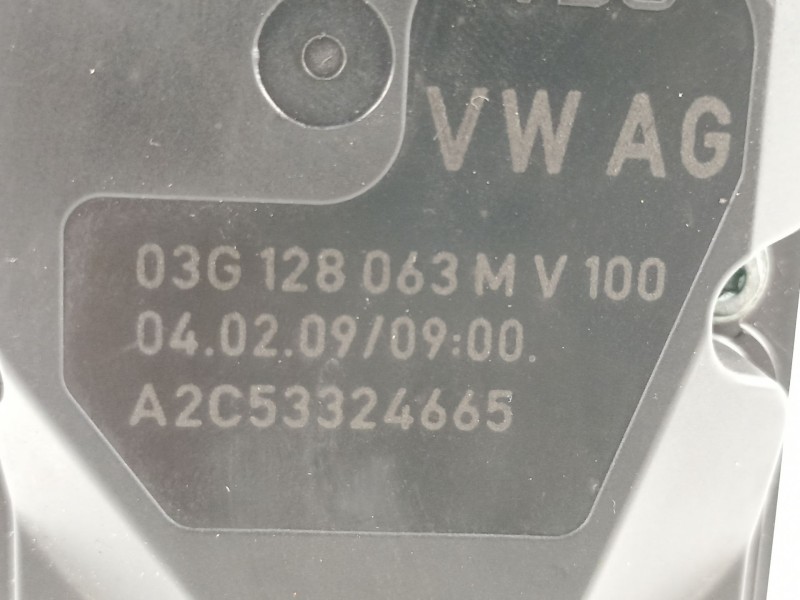 VW AG
03G 128 063 M V 100
04.02.09/09:00.
A2C53324665